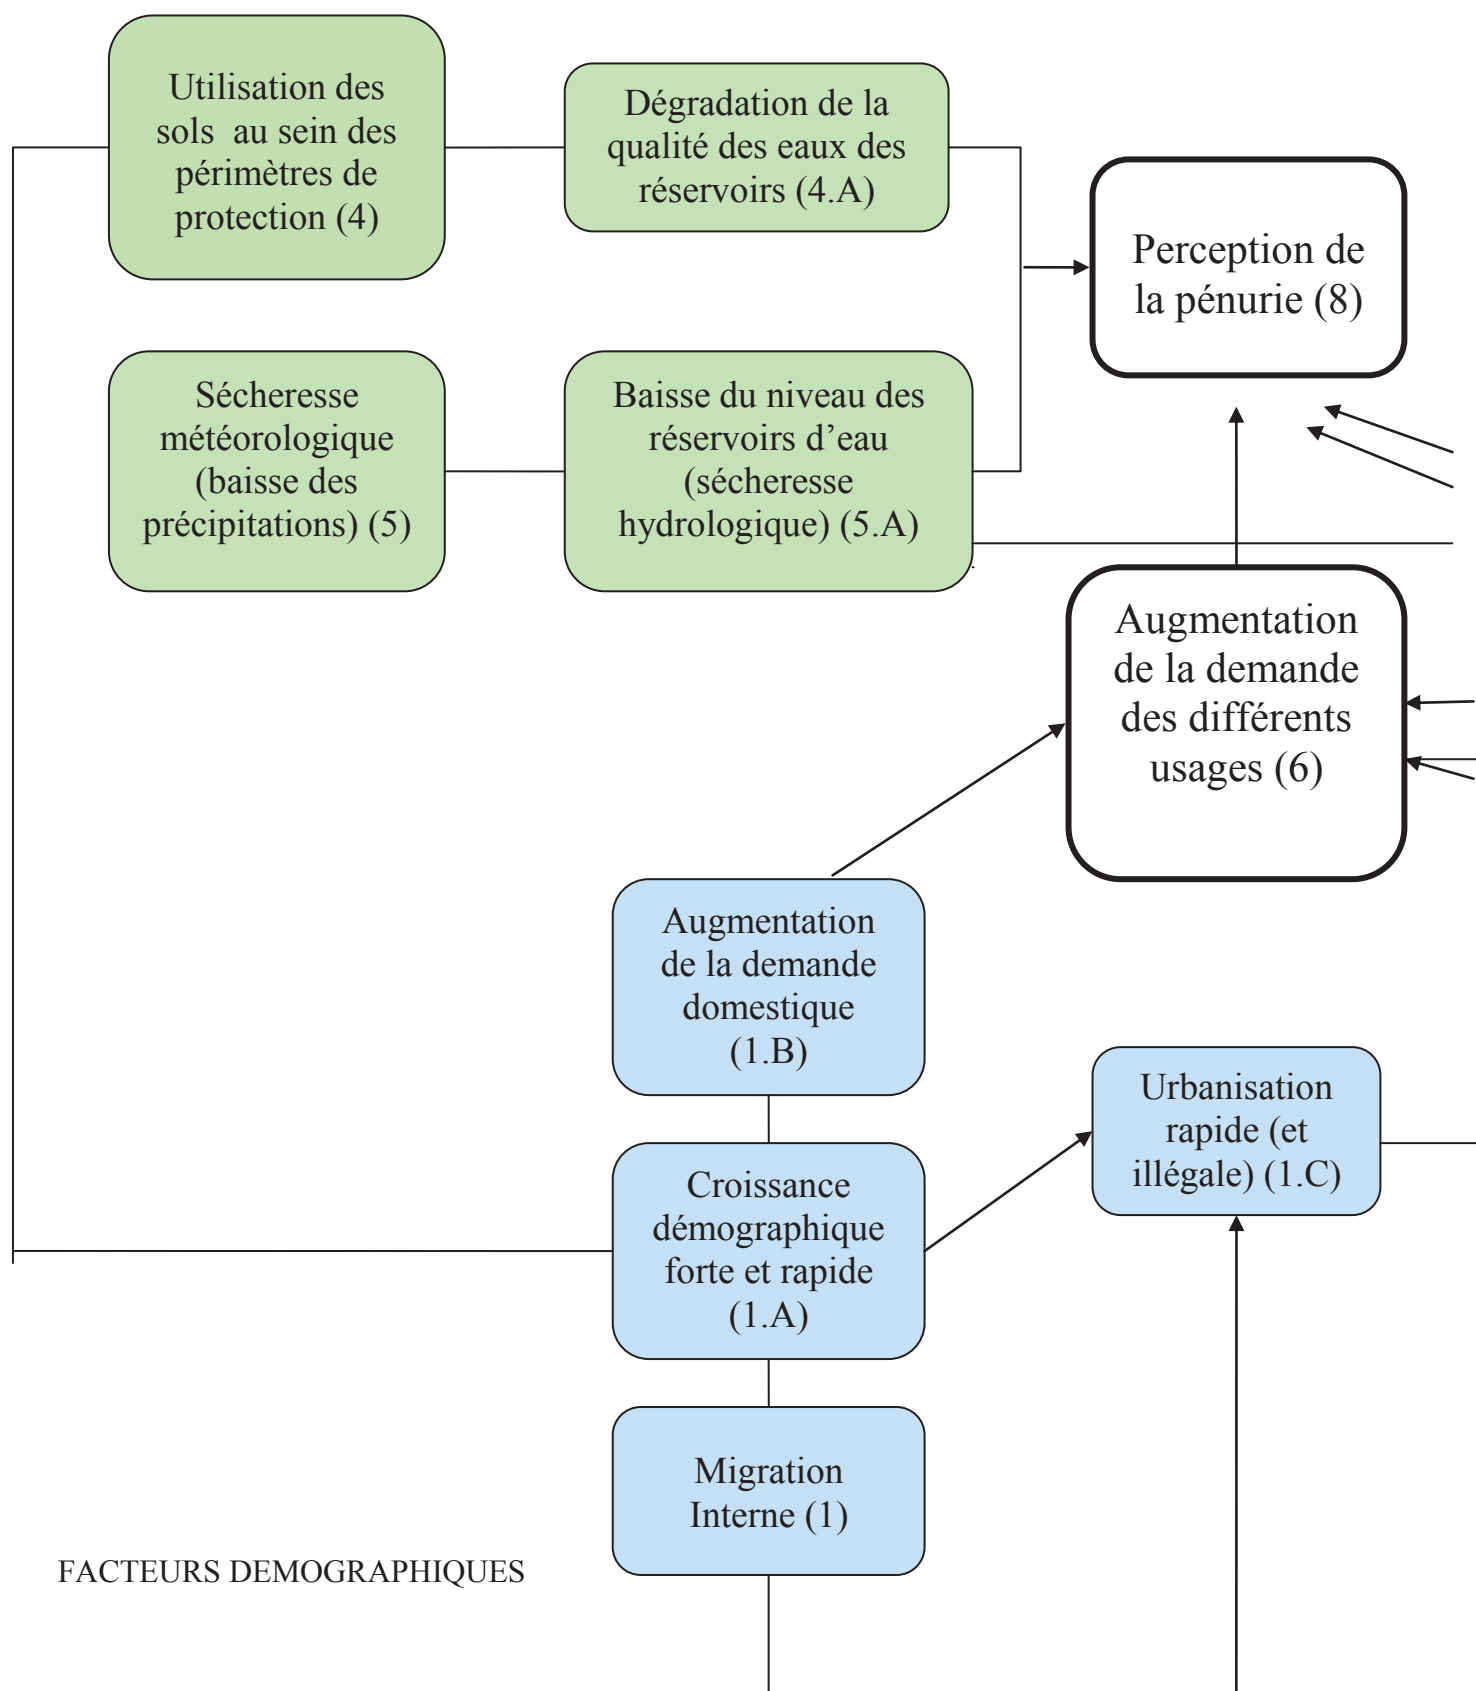 Utilisation des
sols au sein des
périmètres de
protection (4)
Dégradation de la
qualité des eaux des
réservoirs (4.A)
Perception de
la pénurie (8)
Sécheresse
météorologique
(baisse des
précipitations) (5)
Baisse du niveau des
réservoirs d’eau
(sécheresse
hydrologique) (5.A)
Augmentation
de la demande
des différents
usages (6)
Augmentation
de la demande
domestique
(1.B)
Urbanisation
rapide (et
illégale) (1.C)
Croissance
démographique
forte et rapide
(1.A)
Migration
Interne (1)
FACTEURS DEMOGRAPHIQUES